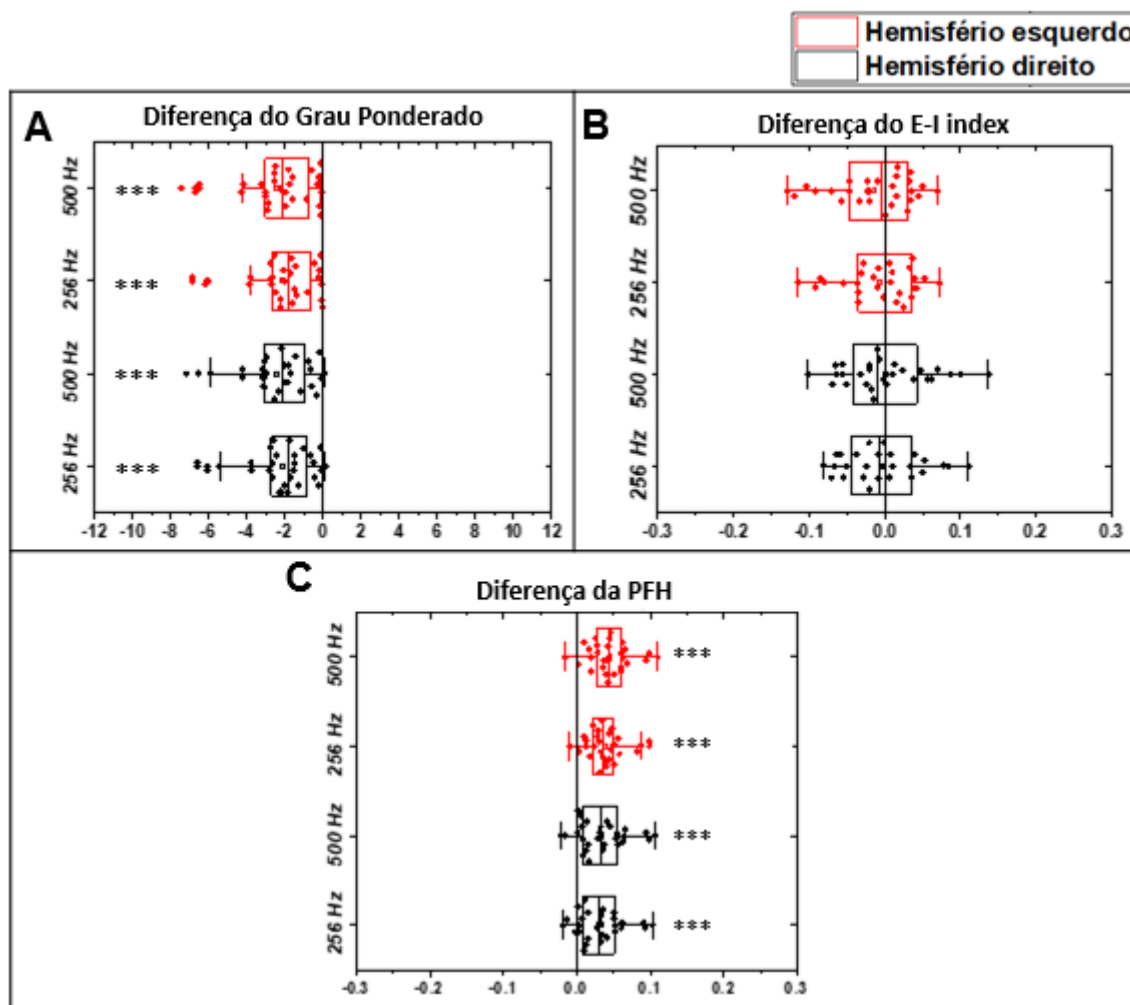 Hemisfério esquerdo
Hemisfério direito
A
Diferença do Grau Ponderado
500 Hz
***
256 Hz
***
500 Hz
***
256 Hz
***
-12 -10 -8 -6 -4 -2 0 2 4 6 8 10 12
B
Diferença do E-I index
500 Hz
256 Hz
500 Hz
256 Hz
-0.3 -0.2 -0.1 0.0 0.1 0.2 0.3
C
Diferença da PFH
500 Hz
***
256 Hz
***
500 Hz
***
256 Hz
***
-0.3 -0.2 -0.1 0.0 0.1 0.2 0.3